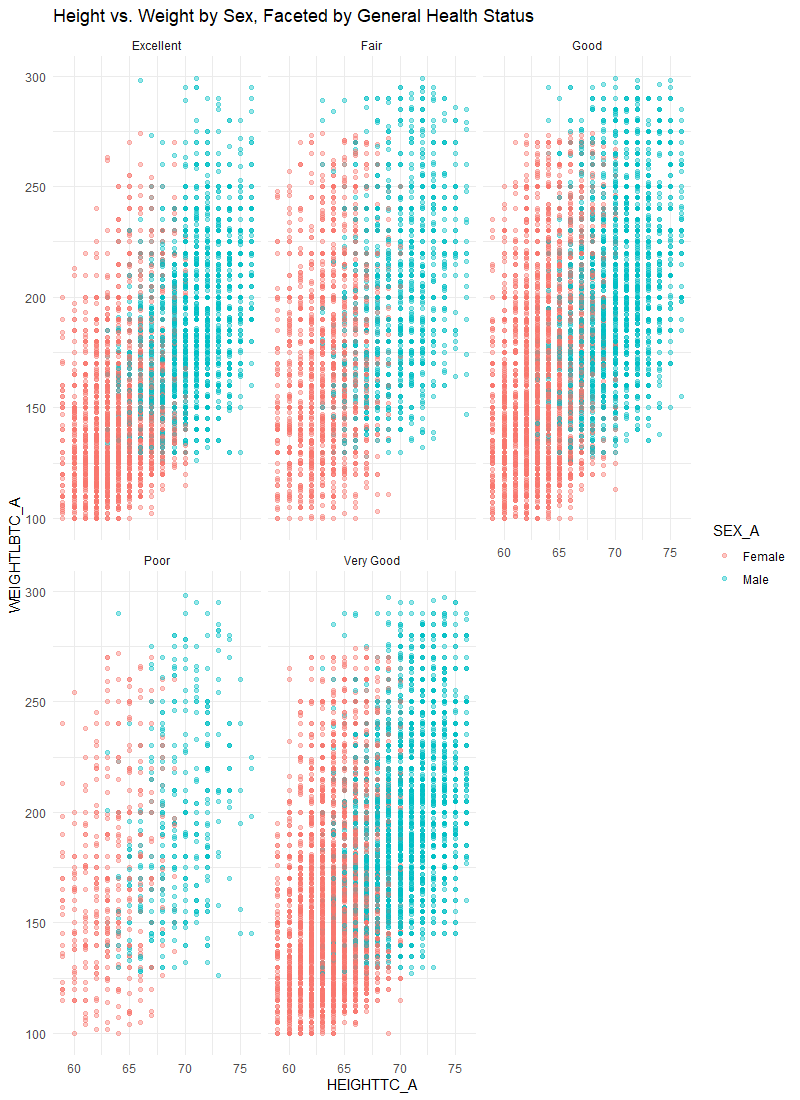 Height vs. Weight by Sex, Faceted by General Health Status
Excellent
Fair
Good
300
250
200
150
100
60
65
70
75
Poor
Very Good
300
250
200
150
100
60
65
70
75
60
65
70
75
HEIGHTTC_A
WEIGHTLBTC_A
SEX_A
Female
Male